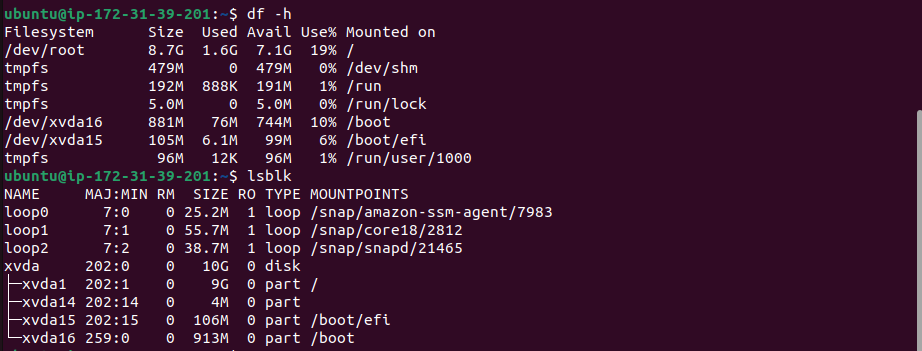 ubuntu@ip-172-31-39-201:~$ df -h
Filesystem      Size  Used Avail Use% Mounted on
/dev/root       8.7G  1.6G  7.1G  19% /
tmpfs           479M     0  479M   0% /dev/shm
tmpfs           192M  888K  191M   1% /run
tmpfs           5.0M     0  5.0M   0% /run/lock
/dev/xvda16     881M   76M  744M  10% /boot
/dev/xvda15     105M  6.1M   99M   6% /boot/efi
tmpfs            96M   12K   96M   1% /run/user/1000
ubuntu@ip-172-31-39-201:~$ lsblk
NAME     MAJ:MIN RM  SIZE RO TYPE MOUNTPOINTS
loop0      7:0    0 25.2M  1 loop /snap/amazon-ssm-agent/7983
loop1      7:1    0 55.7M  1 loop /snap/core18/2812
loop2      7:2    0 38.7M  1 loop /snap/snapd/21465
xvda     202:0    0   10G  0 disk
├─xvda1  202:1    0    9G  0 part /
├─xvda14 202:14   0    4M  0 part
├─xvda15 202:15   0  106M  0 part /boot/efi
└─xvda16 259:0    0  913M  0 part /boot